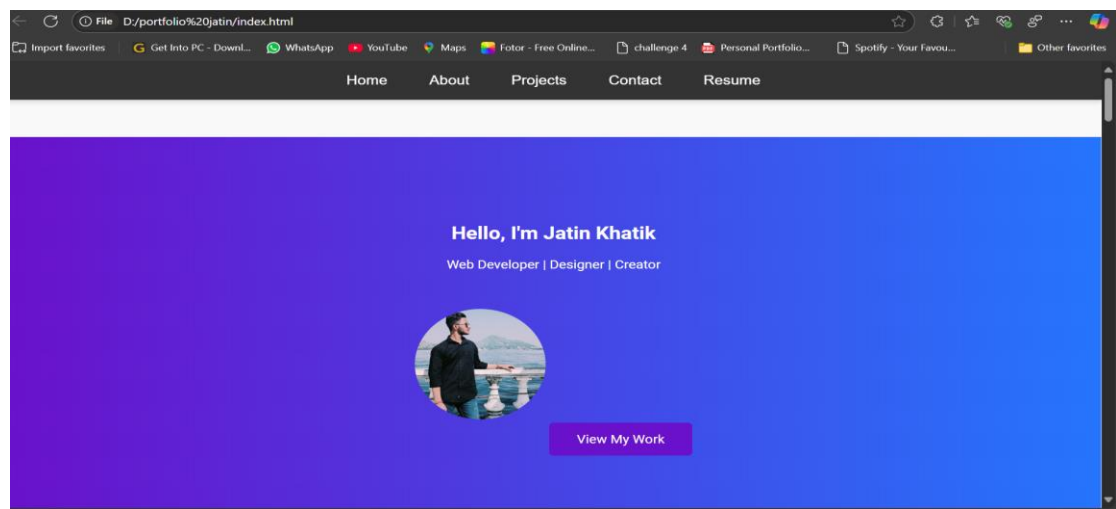 File D:/portfolio%20jatin/index.html
Import favorites G Get Into PC - Downl... WhatsApp YouTube Maps Fotor - Free Online... challenge 4 Personal Portfolio... Spotify - Your Favou... Other favorites
Home About Projects Contact Resume
Hello, I'm Jatin Khatik
Web Developer | Designer | Creator
View My Work